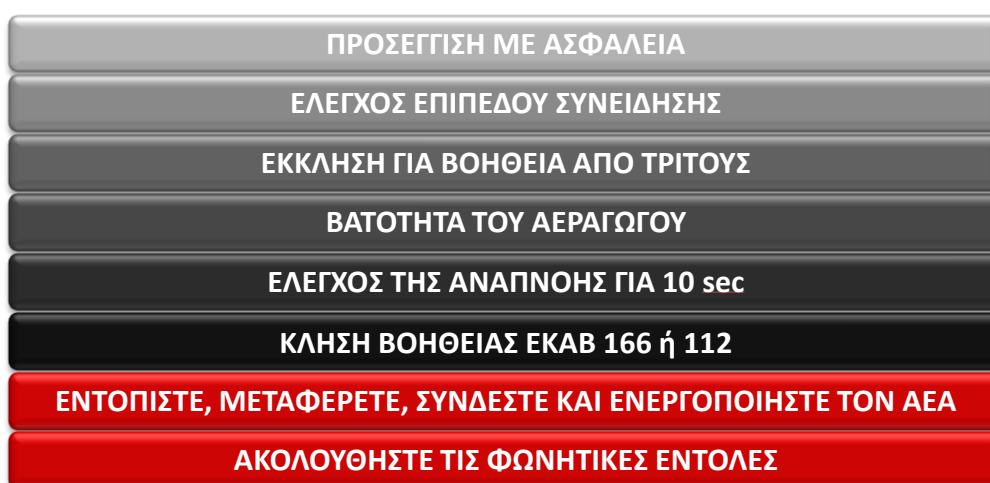 ΠΡΟΣΕΓΓΙΣΗ ΜΕ ΑΣΦΑΛΕΙΑ
ΕΛΕΓΧΟΣ ΕΠΙΠΕΔΟΥ ΣΥΝΕΙΔΗΣΗΣ
ΕΚΚΛΗΣΗ ΓΙΑ ΒΟΗΘΕΙΑ ΑΠΟ ΤΡΙΤΟΥΣ
ΒΑΤΟΤΗΤΑ ΤΟΥ ΑΕΡΑΓΩΓΟΥ
ΕΛΕΓΧΟΣ ΤΗΣ ΑΝΑΠΝΟΗΣ ΓΙΑ 10 sec
ΚΛΗΣΗ ΒΟΗΘΕΙΑΣ ΕΚΑΒ 166 ή 112
ΕΝΤΟΠΙΣΤΕ, ΜΕΤΑΦΕΡΕΤΕ, ΣΥΝΔΕΣΤΕ ΚΑΙ ΕΝΕΡΓΟΠΟΙΗΣΤΕ ΤΟΝ ΑΕΑ
ΑΚΟΛΟΥΘΗΣΤΕ ΤΙΣ ΦΩΝΗΤΙΚΕΣ ΕΝΤΟΛΕΣ